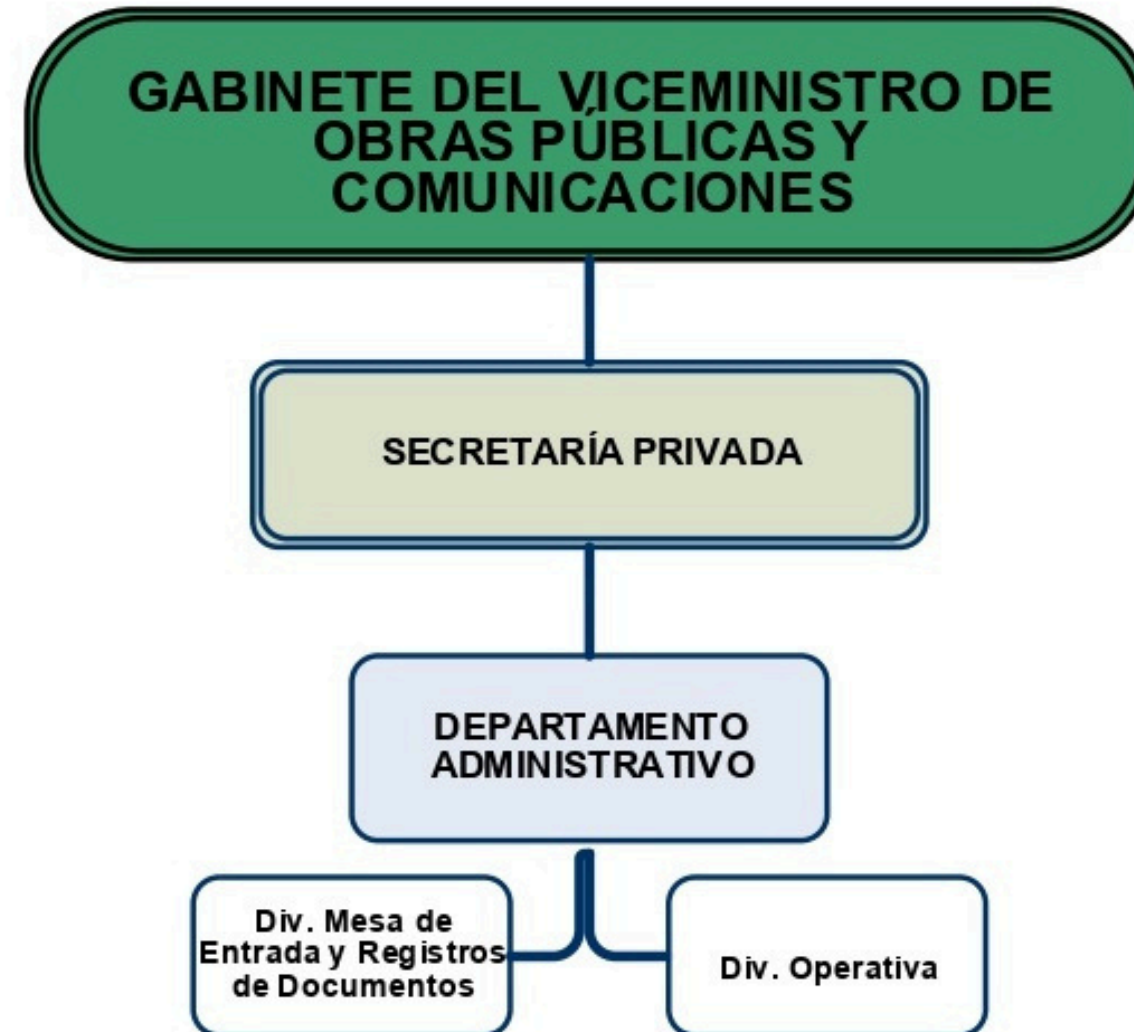 GABINETE DEL VICEMINISTRO DE
OBRAS PÚBLICAS Y
COMUNICACIONES
SECRETARÍA PRIVADA
DEPARTAMENTO
ADMINISTRATIVO
Div. Mesa de
Entrada y Registros
de Documentos
Div. Operativa